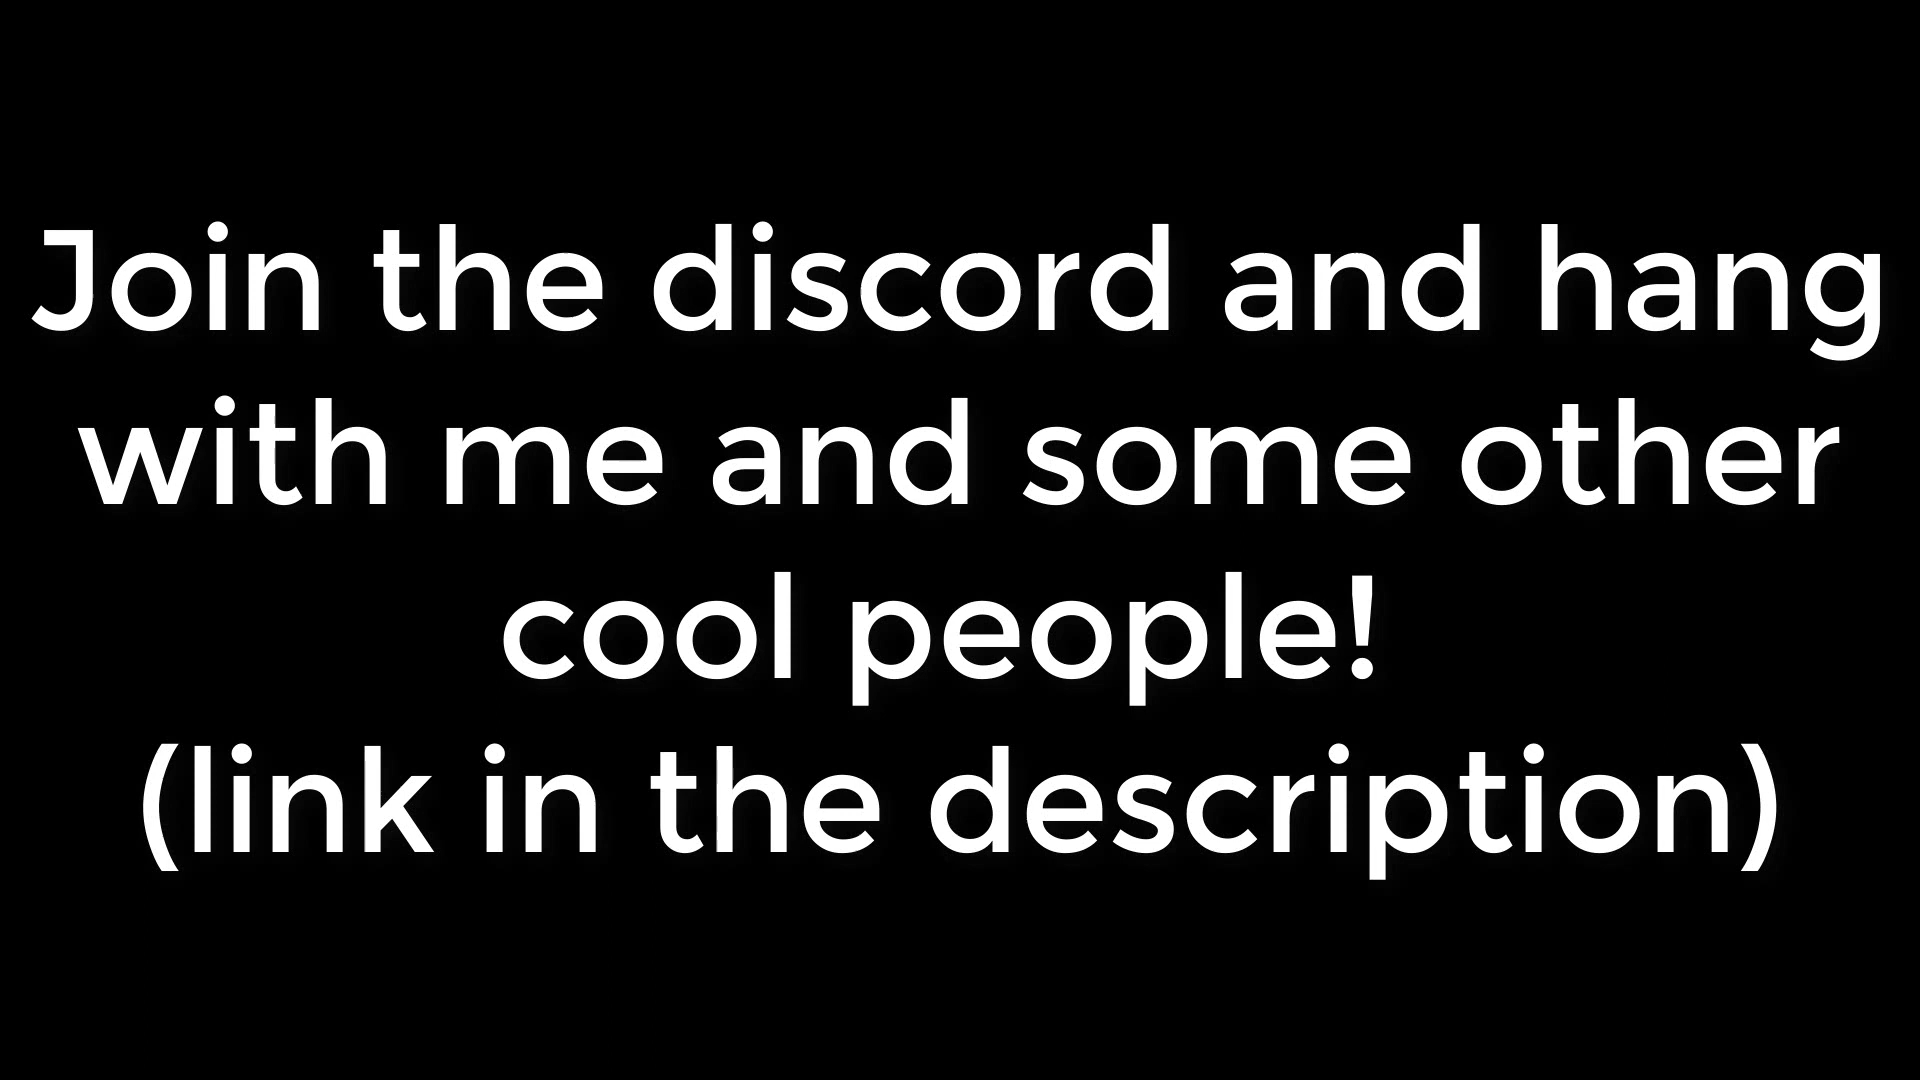 Join the discord and hang
with me and some other
cool people!
(link in the description)